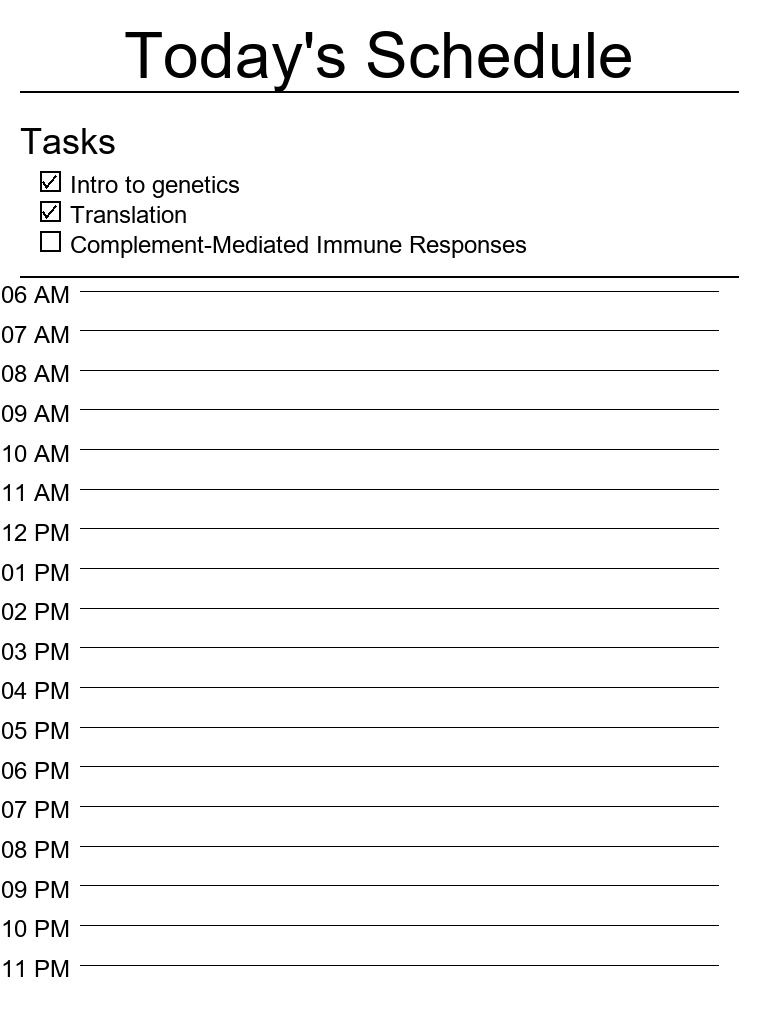 Today's Schedule
Tasks
Intro to genetics
Translation
Complement-Mediated Immune Responses
06 AM
07 AM
08 AM
09 AM
10 AM
11 AM
12 PM
01 PM
02 PM
03 PM
04 PM
05 PM
06 PM
07 PM
08 PM
09 PM
10 PM
11 PM